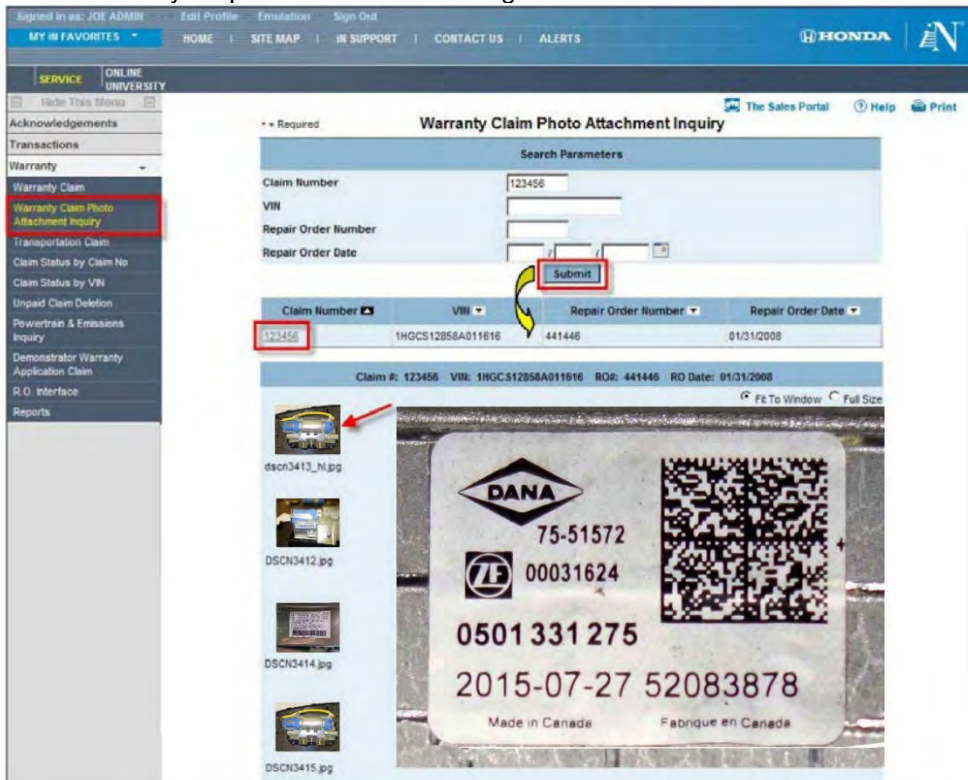 Signed in as: JOE ADMIN Edit Profile Emulation Sign Out
MY iN FAVORITES HOME | SITE MAP | iN SUPPORT | CONTACT US | ALERTS HONDA iN
SERVICE ONLINE UNIVERSITY
Hide This Menu
The Sales Portal Help Print
Acknowledgements
Transactions
Warranty
Warranty Claim
Warranty Claim Photo
Attachment Inquiry
Transportation Claim
Claim Status by Claim No
Claim Status by VIN
Unpaid Claim Deletion
Powertrain & Emissions
Inquiry
Demonstrator Warranty
Application Claim
R.O. Interface
Reports
• = Required Warranty Claim Photo Attachment Inquiry
Search Parameters
Claim Number 123456
VIN
Repair Order Number
Repair Order Date / /
Submit
Claim Number VIN Repair Order Number Repair Order Date
123456 1HGCS12858A011616 441446 01/31/2008
Claim #: 123456 VIN: 1HGCS12858A011616 RO#: 441446 RO Date: 01/31/2008
Fit To Window Full Size
dscn3413_hl.jpg
DSCN3412.jpg
DSCN3414.jpg
DSCN3415.jpg
DANA
75-51572
ZF 00031624
0501 331 275
2015-07-27 52083878
Made in Canada Fabrique en Canada